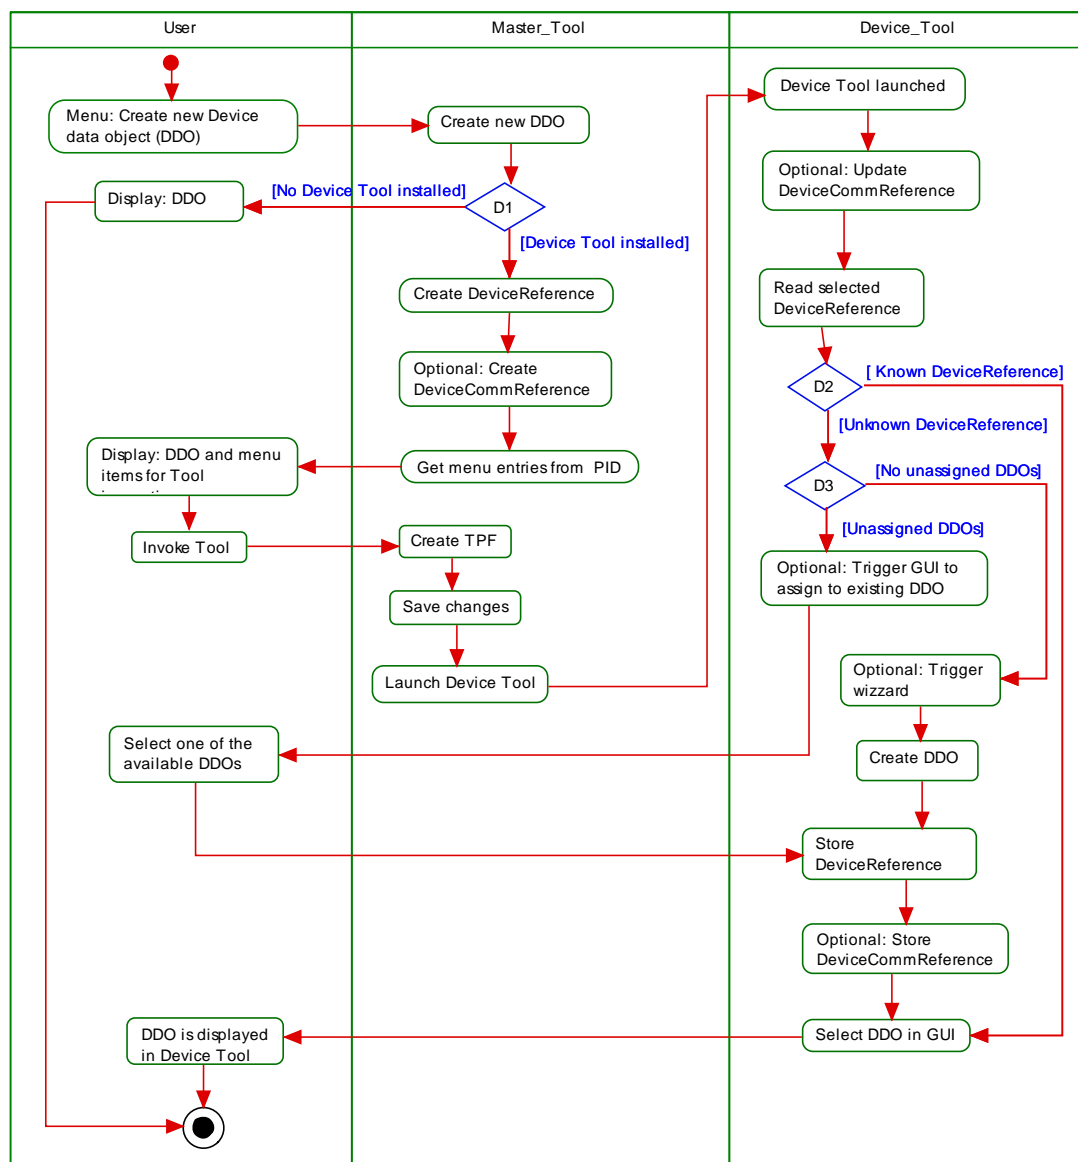 User
Master_Tool
Device_Tool
Menu: Create new Device
data object (DDO)
Create new DDO
Device Tool launched
Optional: Update
DeviceCommReference
[No Device Tool installed]
Display: DDO
D1
[Device Tool installed]
Create DeviceReference
Read selected
DeviceReference
Optional: Create
DeviceCommReference
D2
[ Known DeviceReference]
[Unknown DeviceReference]
Display: DDO and menu
items for Tool
Get menu entries from PID
D3
[No unassigned DDOs]
[Unassigned DDOs]
Invoke Tool
Create TPF
Optional: Trigger GUI to
assign to existing DDO
Save changes
Launch Device Tool
Optional: Trigger
wizzard
Select one of the
available DDOs
Create DDO
Store
DeviceReference
Optional: Store
DeviceCommReference
DDO is displayed
in Device Tool
Select DDO in GUI